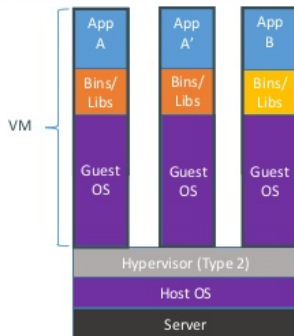 App
A
App
A'
App
B
Bins/
Libs
Bins/
Libs
Bins/
Libs
VM
Guest
OS
Guest
OS
Guest
OS
Hypervisor (Type 2)
Host OS
Server